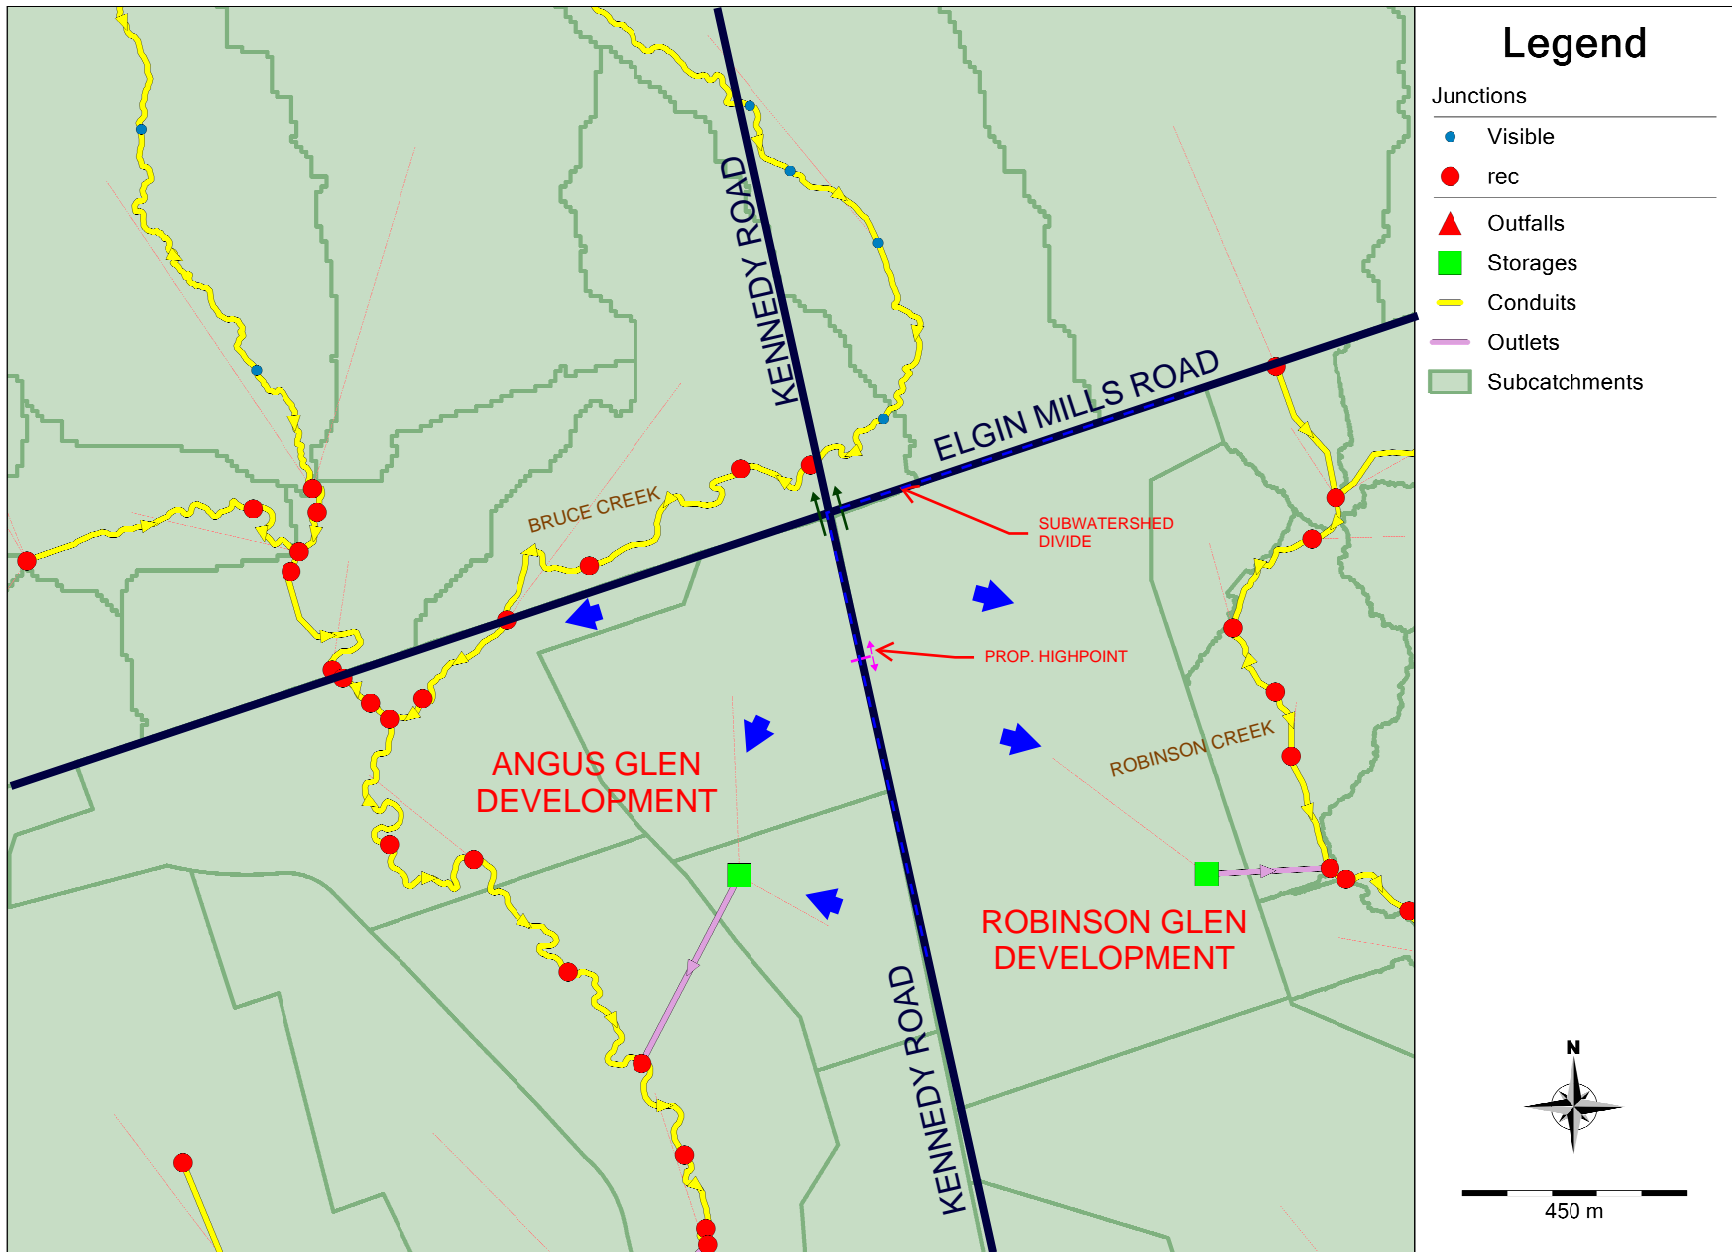 KENNEDY ROAD
ELGIN MILLS ROAD
BRUCE CREEK
SUBWATERSHED
DIVIDE
PROP. HIGHPOINT
ROBINSON CREEK
ANGUS GLEN
DEVELOPMENT
ROBINSON GLEN
DEVELOPMENT
KENNEDY ROAD
Legend
Junctions
Visible
rec
Outfalls
Storages
Conduits
Outlets
Subcatchments
N
450 m